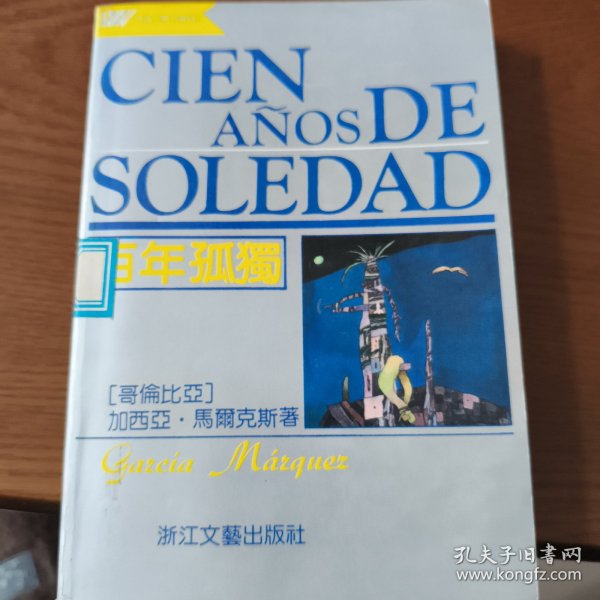 CIEN
AÑOS DE
SOLEDAD
百年孤獨
[哥倫比亞]
加西亞·馬爾克斯著
García Márquez
浙江文藝出版社
孔夫子旧书网
www.kongfz.com